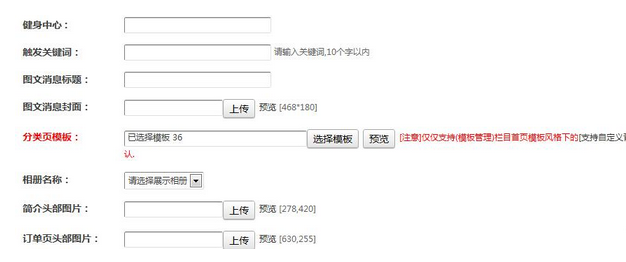 健身中心：
触发关键词： 请输入关键词,10个字以内
图文消息标题：
图文消息封面： 上传 预览 [468*180]
分类页模板： 已选择模板 36 选择模板 预览 [注意]仅仅支持(模板管理)栏目首页模板风格下的[支持自定义
认.
相册名称： 请选择展示相册
简介头部图片： 上传 预览 [278,420]
订单页头部图片： 上传 预览 [630,255]